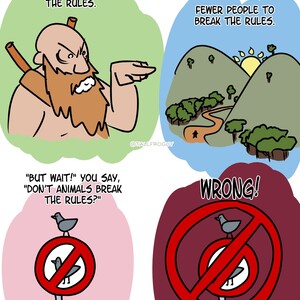 THE RULES.
FEWER PEOPLE TO
BREAK THE RULES.
"BUT WAIT!" YOU SAY,
"DON'T ANIMALS BREAK
THE RULES?"
WRONG!